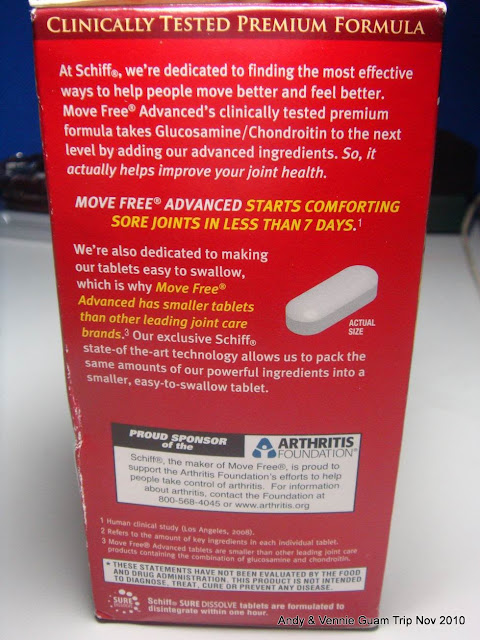 CLINICALLY TESTED PREMIUM FORMULA
At Schiff®, we're dedicated to finding the most effective
ways to help people move better and feel better.
Move Free® Advanced's clinically tested premium
formula takes Glucosamine/Chondroitin to the next
level by adding our advanced ingredients. So, it
actually helps improve your joint health.
MOVE FREE® ADVANCED STARTS COMFORTING
SORE JOINTS IN LESS THAN 7 DAYS.1
We're also dedicated to making
our tablets easy to swallow,
which is why Move Free®
Advanced has smaller tablets
than other leading joint care
brands.3 Our exclusive Schiff®
state-of the-art technology allows us to pack the
same amounts of our powerful ingredients into a
smaller, easy-to-swallow tablet.
ACTUAL
SIZE
PROUD SPONSOR
of the
ARTHRITIS
FOUNDATION®
Schiff®, the maker of Move Free®, is proud to
support the Arthritis Foundation's efforts to help
people take control of arthritis. For information
about arthritis, contact the Foundation at
800-568-4045 or www.arthritis.org
1 Human clinical study (Los Angeles, 2008).
2 Refers to the amount of key ingredients in each individual tablet.
3 Move Free® Advanced tablets are smaller than other leading joint care
products containing the combination of glucosamine and chondroitin.
* THESE STATEMENTS HAVE NOT BEEN EVALUATED BY THE FOOD
AND DRUG ADMINISTRATION. THIS PRODUCT IS NOT INTENDED
TO DIAGNOSE, TREAT, CURE OR PREVENT ANY DISEASE.
SURE
DISSOLVE
Schiff® SURE DISSOLVE tablets are formulated to
disintegrate within one hour.
Andy & Vennie Guam Trip Nov 2010